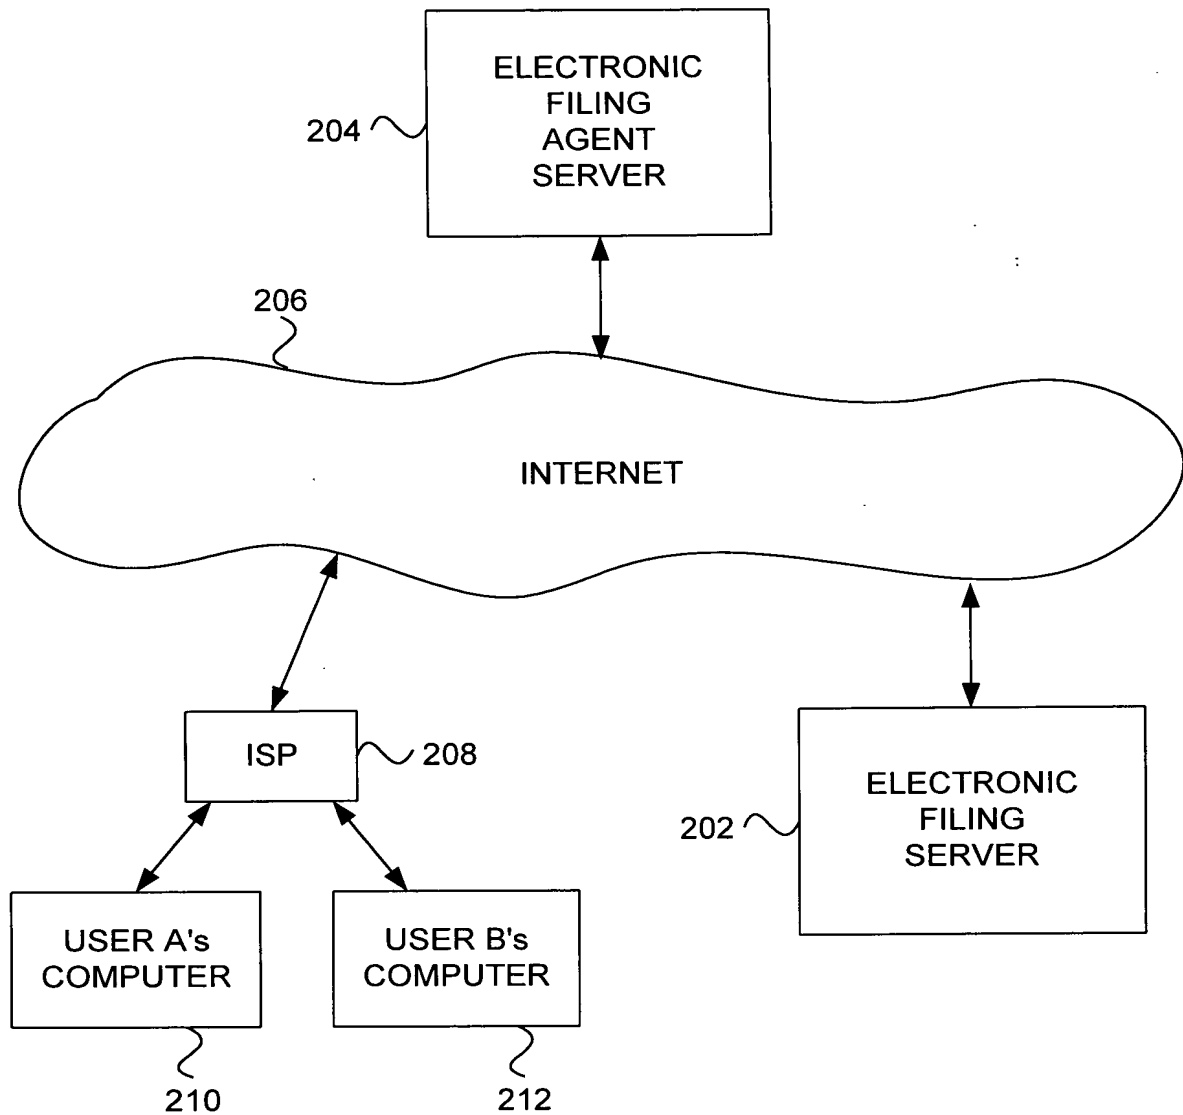 ELECTRONIC
FILING
AGENT
SERVER
204
206
INTERNET
ISP
208
ELECTRONIC
FILING
SERVER
202
USER A's
COMPUTER
USER B's
COMPUTER
210
212